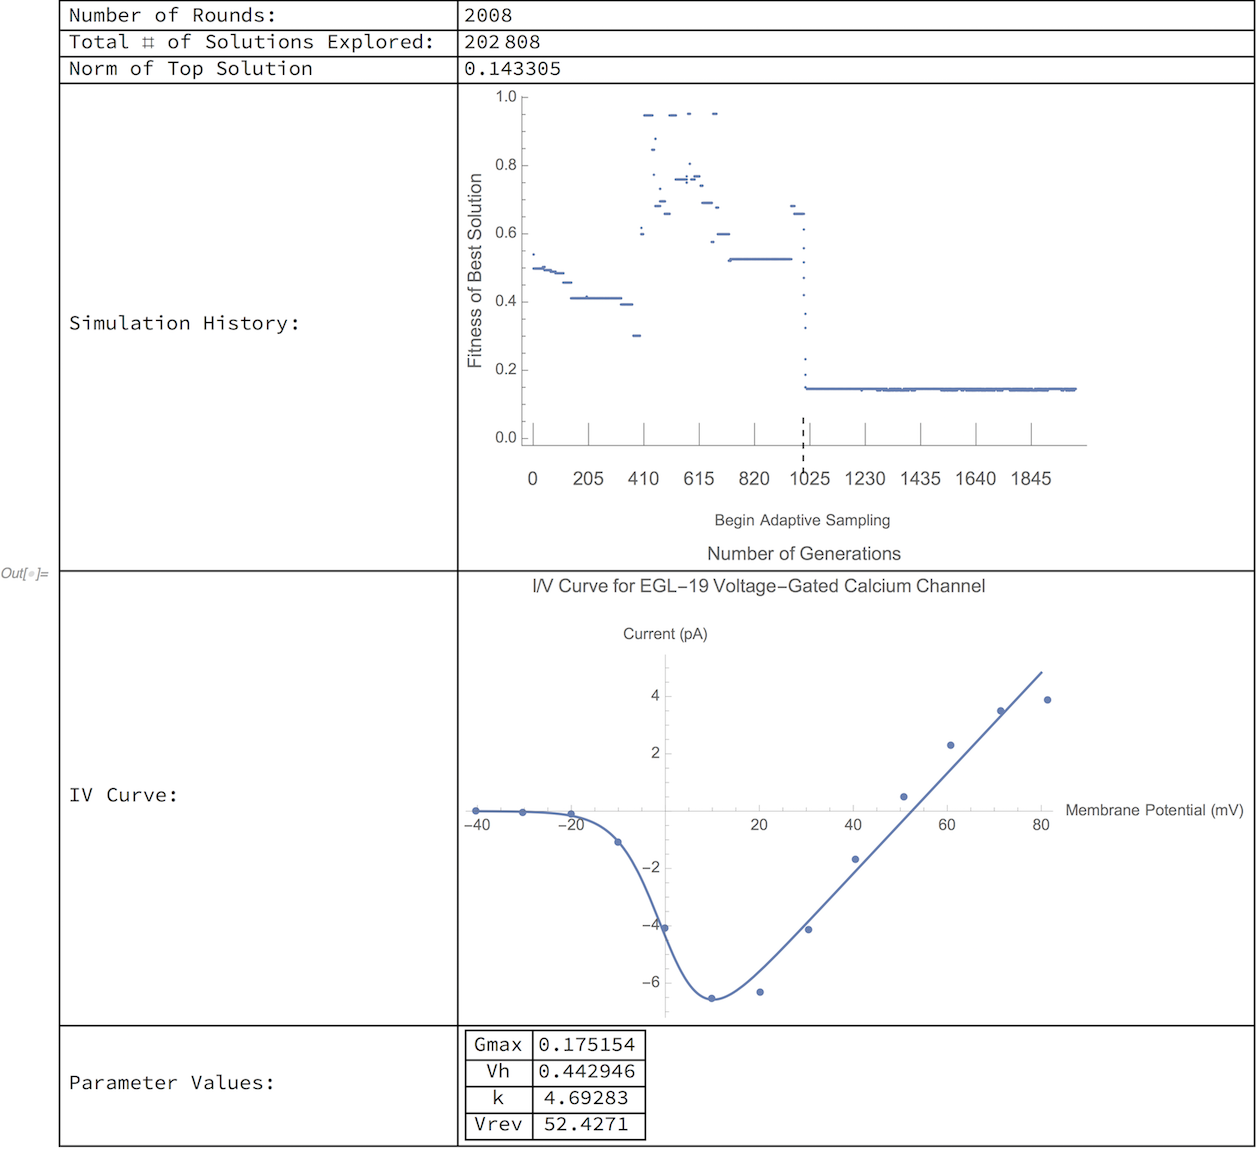 Number of Rounds: 2008
Total # of Solutions Explored: 202 808
Norm of Top Solution 0.143305
Simulation History:
Fitness of Best Solution
1.0
0.8
0.6
0.4
0.2
0.0
0 205 410 615 820 1025 1230 1435 1640 1845
Begin Adaptive Sampling
Number of Generations
Out[•]=
I/V Curve for EGL−19 Voltage−Gated Calcium Channel
Current (pA)
IV Curve:
4
2
−40 −20 20 40 60 80 Membrane Potential (mV)
−2
−4
−6
Parameter Values:
Gmax 0.175154
Vh 0.442946
k 4.69283
Vrev 52.4271